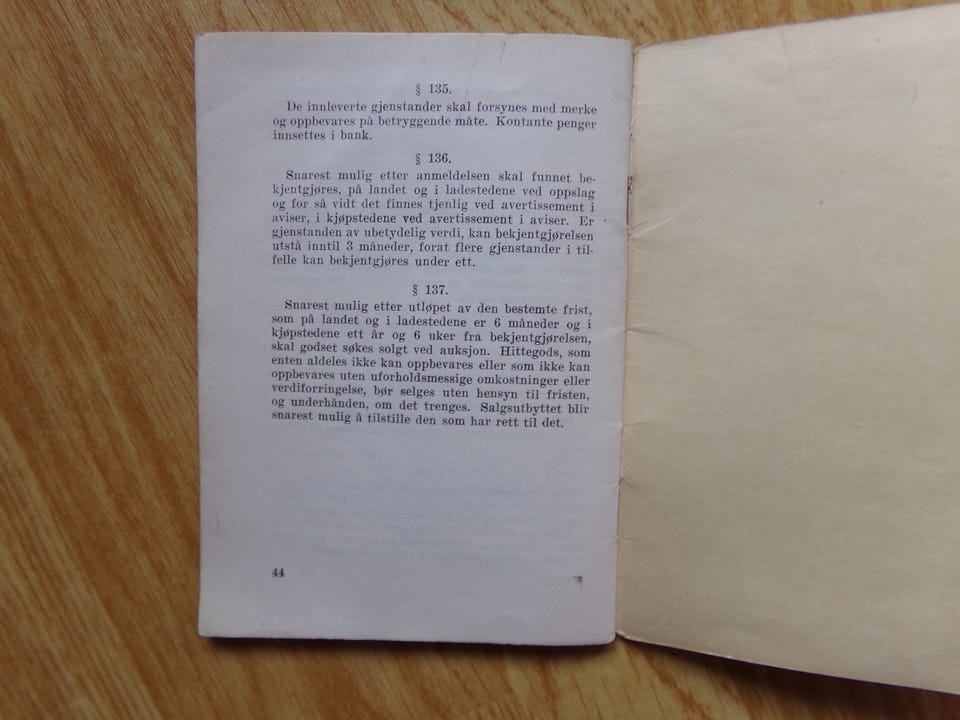 § 135.
De innleverte gjenstander skal forsynes med merke
og oppbevares på betryggende måte. Kontante penger
innsettes i bank.
§ 136.
Snarest mulig etter anmeldelsen skal funnet be-
kjentgjøres, på landet og i ladestedene ved oppslag
og for så vidt det finnes tjenlig ved avertissement i
aviser, i kjøpstedene ved avertissement i aviser. Er
gjenstanden av ubetydelig verdi, kan bekjentgjørelsen
utstå inntil 3 måneder, forat flere gjenstander i til-
felle kan bekjentgjøres under ett.
§ 137.
Snarest mulig etter utløpet av den bestemte frist,
som på landet og i ladestedene er 6 måneder og i
kjøpstedene ett år og 6 uker fra bekjentgjørelsen,
skal godset søkes solgt ved auksjon. Hittegods, som
enten aldeles ikke kan oppbevares eller som ikke kan
oppbevares uten uforholdsmessige omkostninger eller
verdiforringelse, bør selges uten hensyn til fristen,
og underhånden, om det trenges. Salgsutbyttet blir
snarest mulig å tilstille den som har rett til det.
44